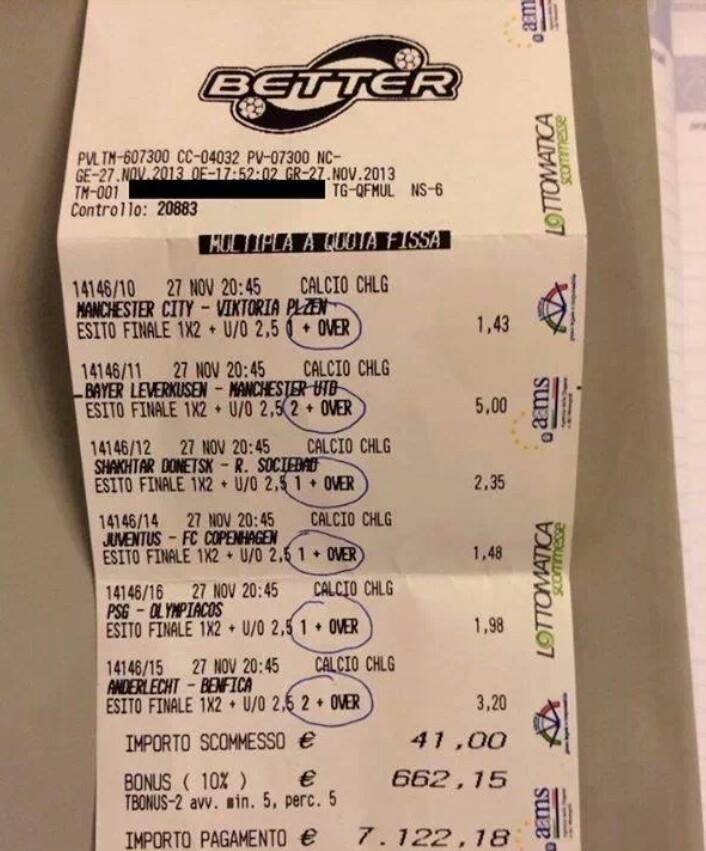 BETTER
PVLTM-607300 CC-04032 PV-07300 NC-
GE-27.NOV.2013 OE-17:52:02 GR-27.NOV.2013
TM-001 TG-QFMUL NS-6
Controllo: 20883
MULTIPLA A QUOTA FISSA
14146/10 27 NOV 20:45 CALCIO CHLG
MANCHESTER CITY - VIKTORIA PLZEN
ESITO FINALE 1X2 + U/O 2,5 1 + OVER 1,43
14146/11 27 NOV 20:45 CALCIO CHLG
BAYER LEVERKUSEN - MANCHESTER UTD
ESITO FINALE 1X2 + U/O 2,5 2 + OVER 5,00
14146/12 27 NOV 20:45 CALCIO CHLG
SHAKHTAR DONETSK - R. SOCIEDAD
ESITO FINALE 1X2 + U/O 2,5 1 + OVER 2,35
14146/14 27 NOV 20:45 CALCIO CHLG
JUVENTUS - FC COPENHAGEN
ESITO FINALE 1X2 + U/O 2,5 1 + OVER 1,48
14146/16 27 NOV 20:45 CALCIO CHLG
PSG - OLYMPIACOS
ESITO FINALE 1X2 + U/O 2,5 1 + OVER 1,98
14146/15 27 NOV 20:45 CALCIO CHLG
ANDERLECHT - BENFICA
ESITO FINALE 1X2 + U/O 2,5 2 + OVER 3,20
IMPORTO SCOMMESSO € 41,00
BONUS ( 10% ) € 662,15
TBONUS-2 avv. min. 5, perc. 5
IMPORTO PAGAMENTO € 7.122,18
aams
LOTTOMATICA
scommesse
aams
LOTTOMATICA
scommesse
aams